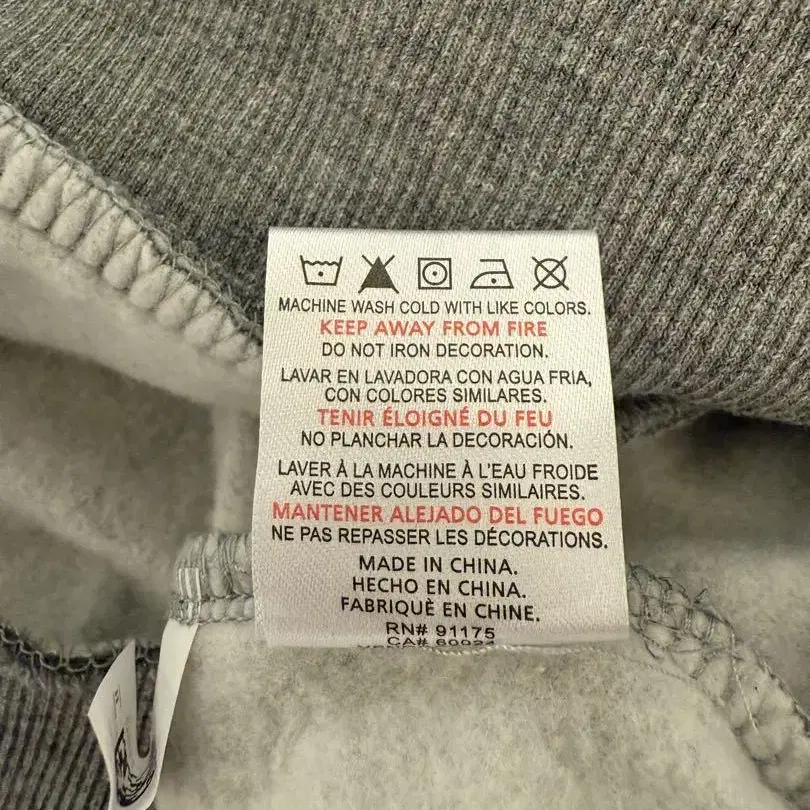 MACHINE WASH COLD WITH LIKE COLORS.
KEEP AWAY FROM FIRE
DO NOT IRON DECORATION.
LAVAR EN LAVADORA CON AGUA FRIA,
CON COLORES SIMILARES.
TENIR ÉLOIGNÉ DU FEU
NO PLANCHAR LA DECORACIÓN.
LAVER À LA MACHINE À L'EAU FROIDE
AVEC DES COULEURS SIMILAIRES.
MANTENER ALEJADO DEL FUEGO
NE PAS REPASSER LES DÉCORATIONS.
MADE IN CHINA.
HECHO EN CHINA.
FABRIQUÈ EN CHINE.
RN# 91175
CA#